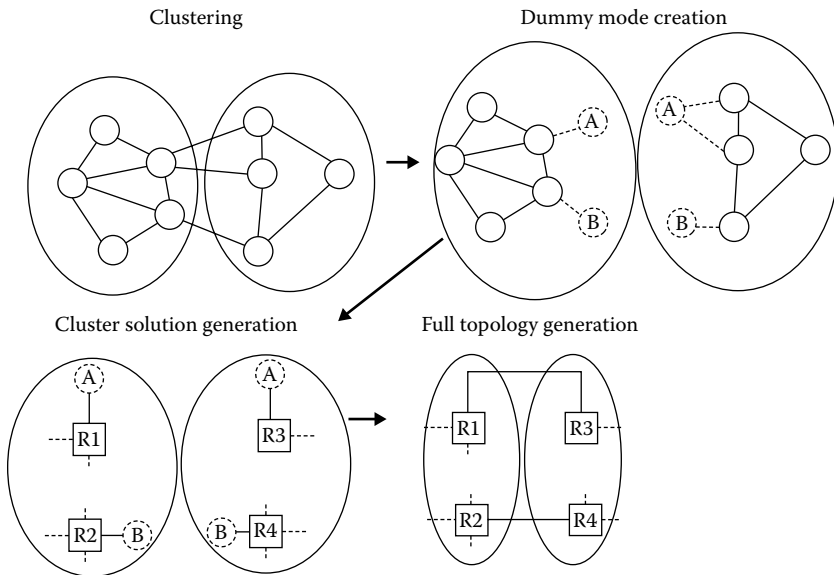 Clustering
Dummy mode creation
A
A
B
B
Cluster solution generation
Full topology generation
A
A
R1
R3
R1
R3
R2
B
B
R4
R2
R4